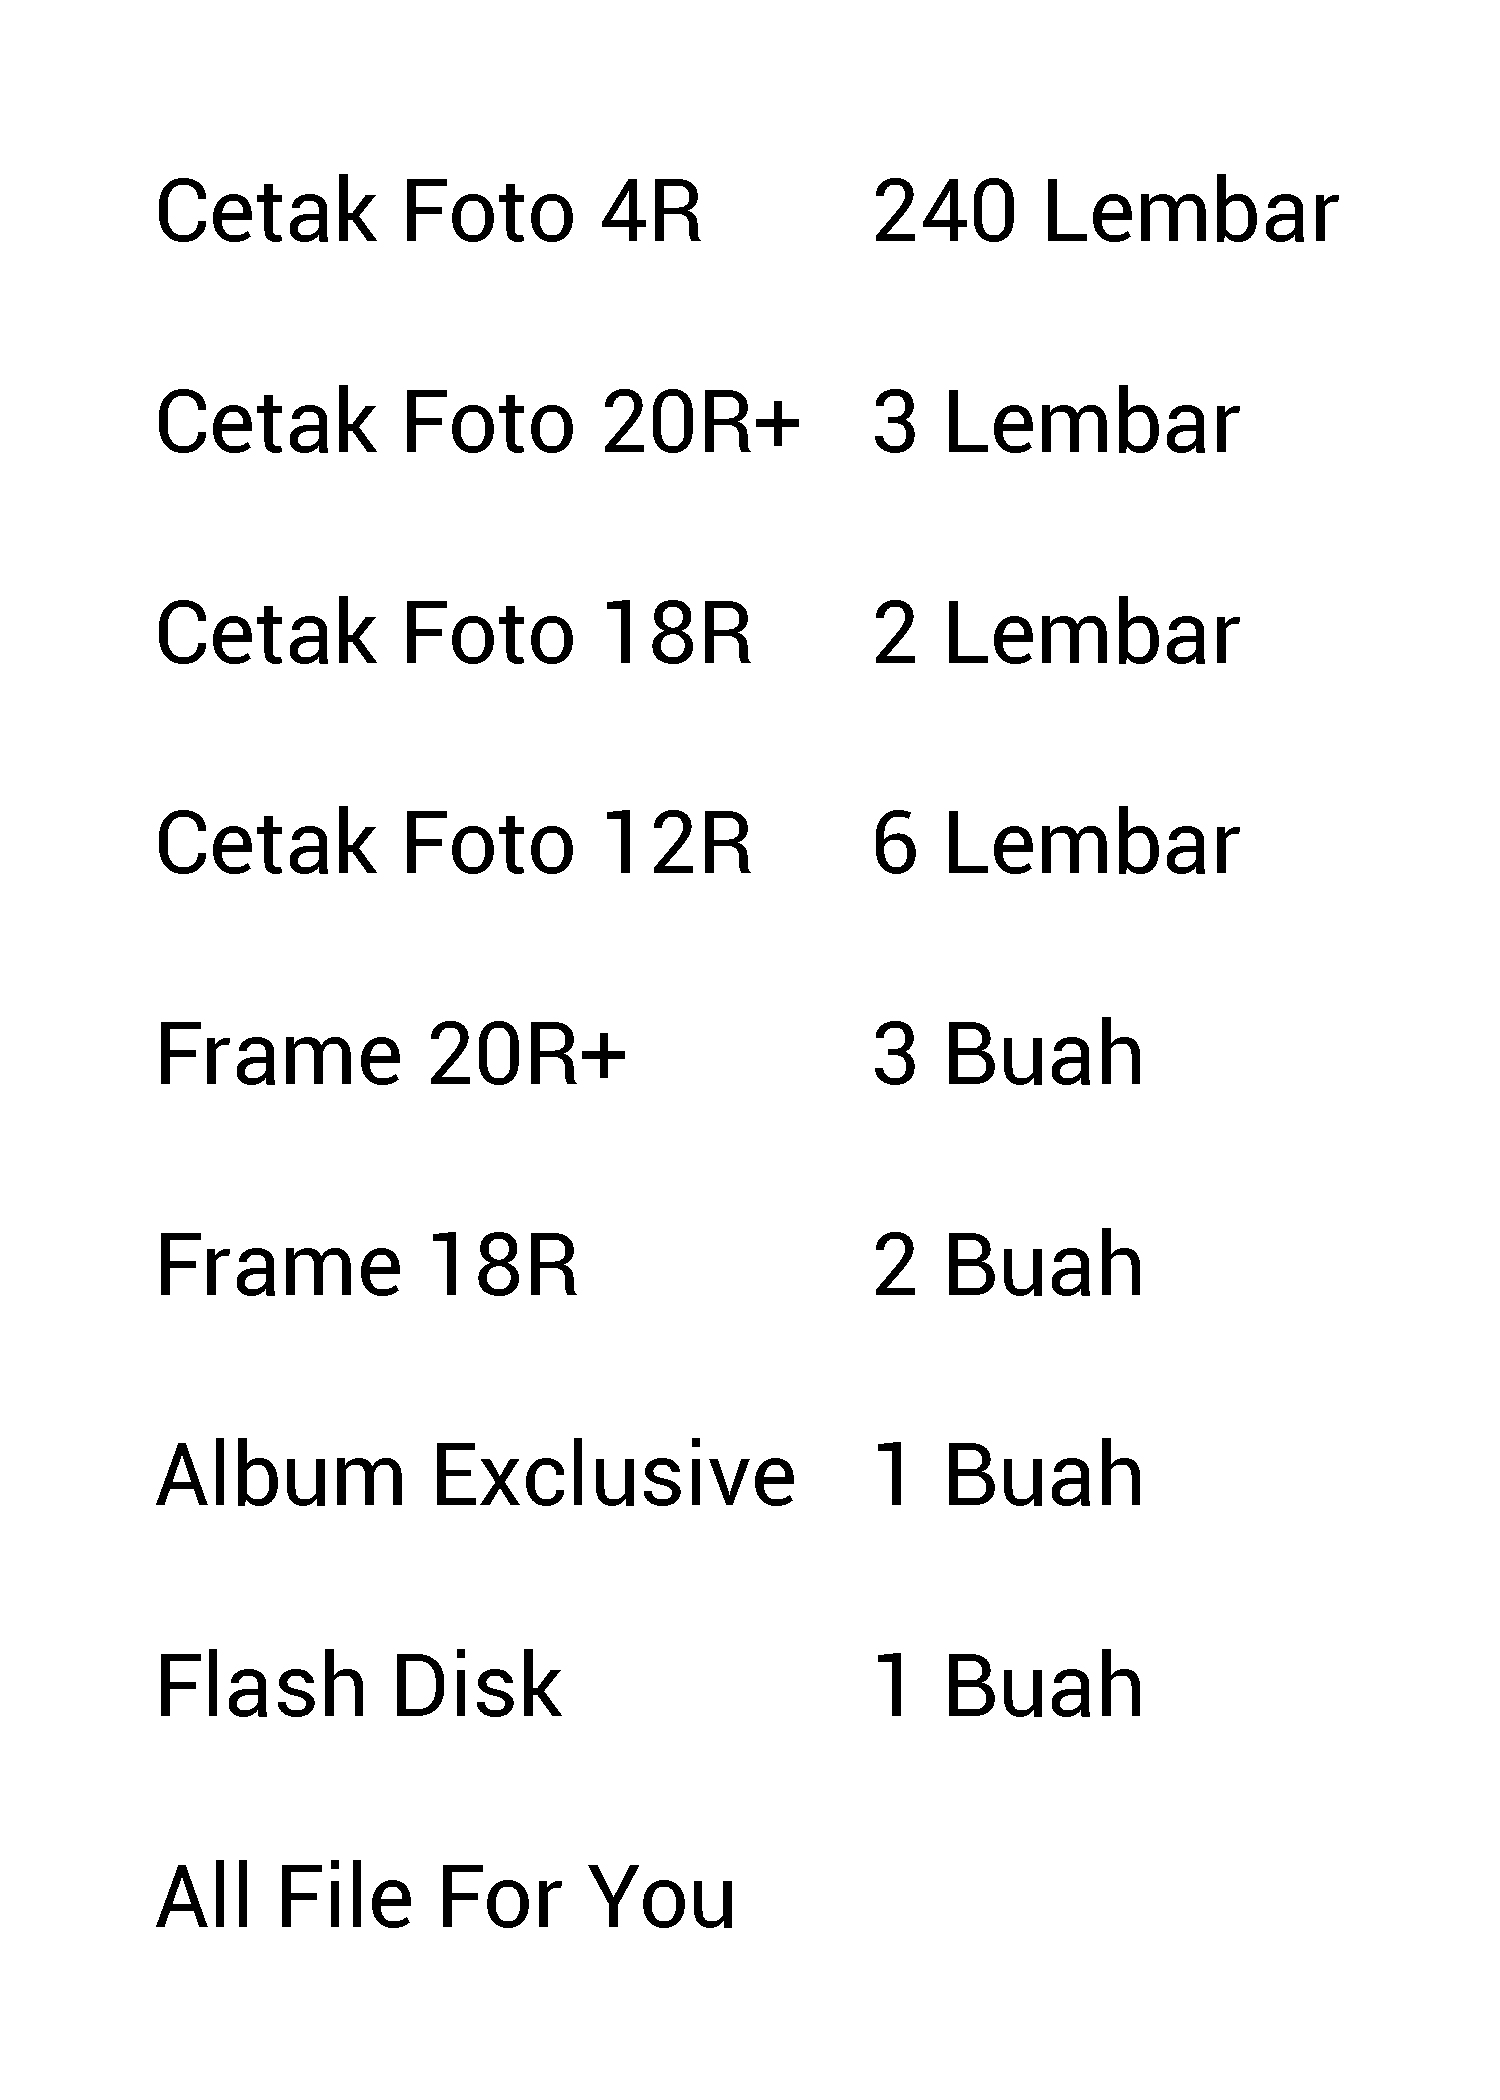 Cetak Foto 4R 240 Lembar
Cetak Foto 20R+ 3 Lembar
Cetak Foto 18R 2 Lembar
Cetak Foto 12R 6 Lembar
Frame 20R+ 3 Buah
Frame 18R 2 Buah
Album Exclusive 1 Buah
Flash Disk 1 Buah
All File For You